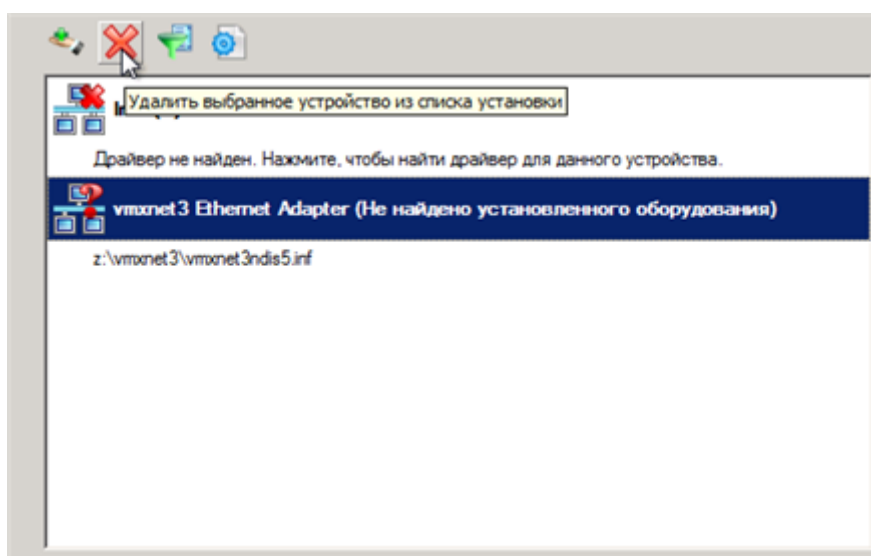 Удалить выбранное устройство из списка установки
Драйвер не найден. Нажмите, чтобы найти драйвер для данного устройства.
vmxnet3 Ethernet Adapter (Не найдено установленного оборудования)
z:\vmxnet3\vmxnet3ndis5.inf